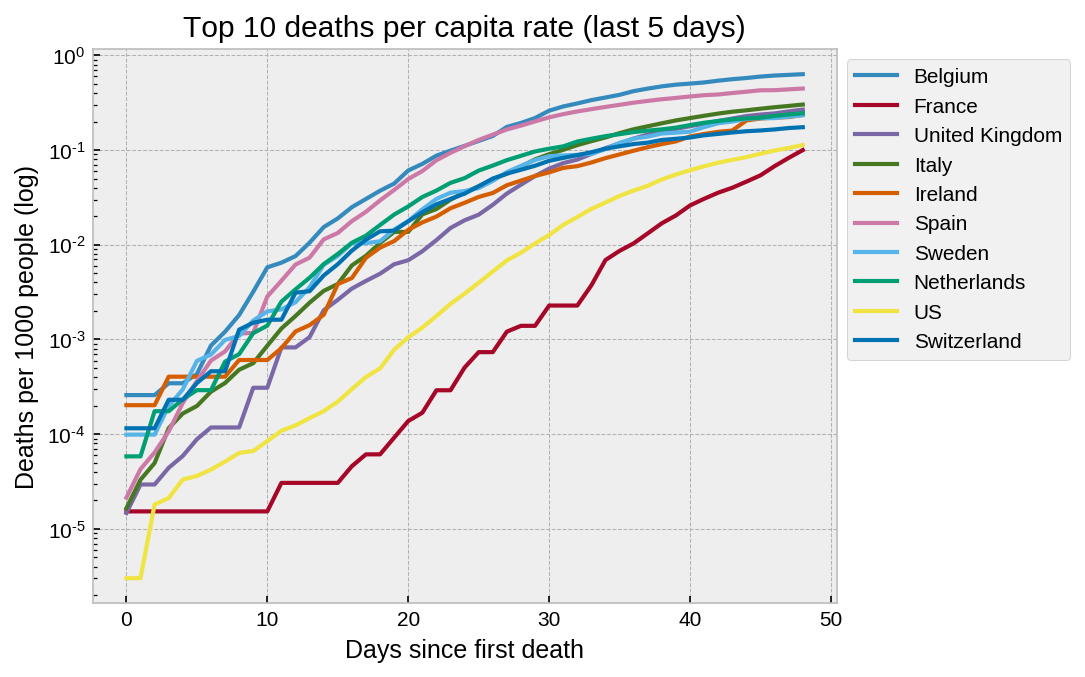 Top 10 deaths per capita rate (last 5 days)
Deaths per 1000 people (log)
10⁰
10⁻¹
10⁻²
10⁻³
10⁻⁴
10⁻⁵
0 10 20 30 40 50
Days since first death
Belgium
France
United Kingdom
Italy
Ireland
Spain
Sweden
Netherlands
US
Switzerland